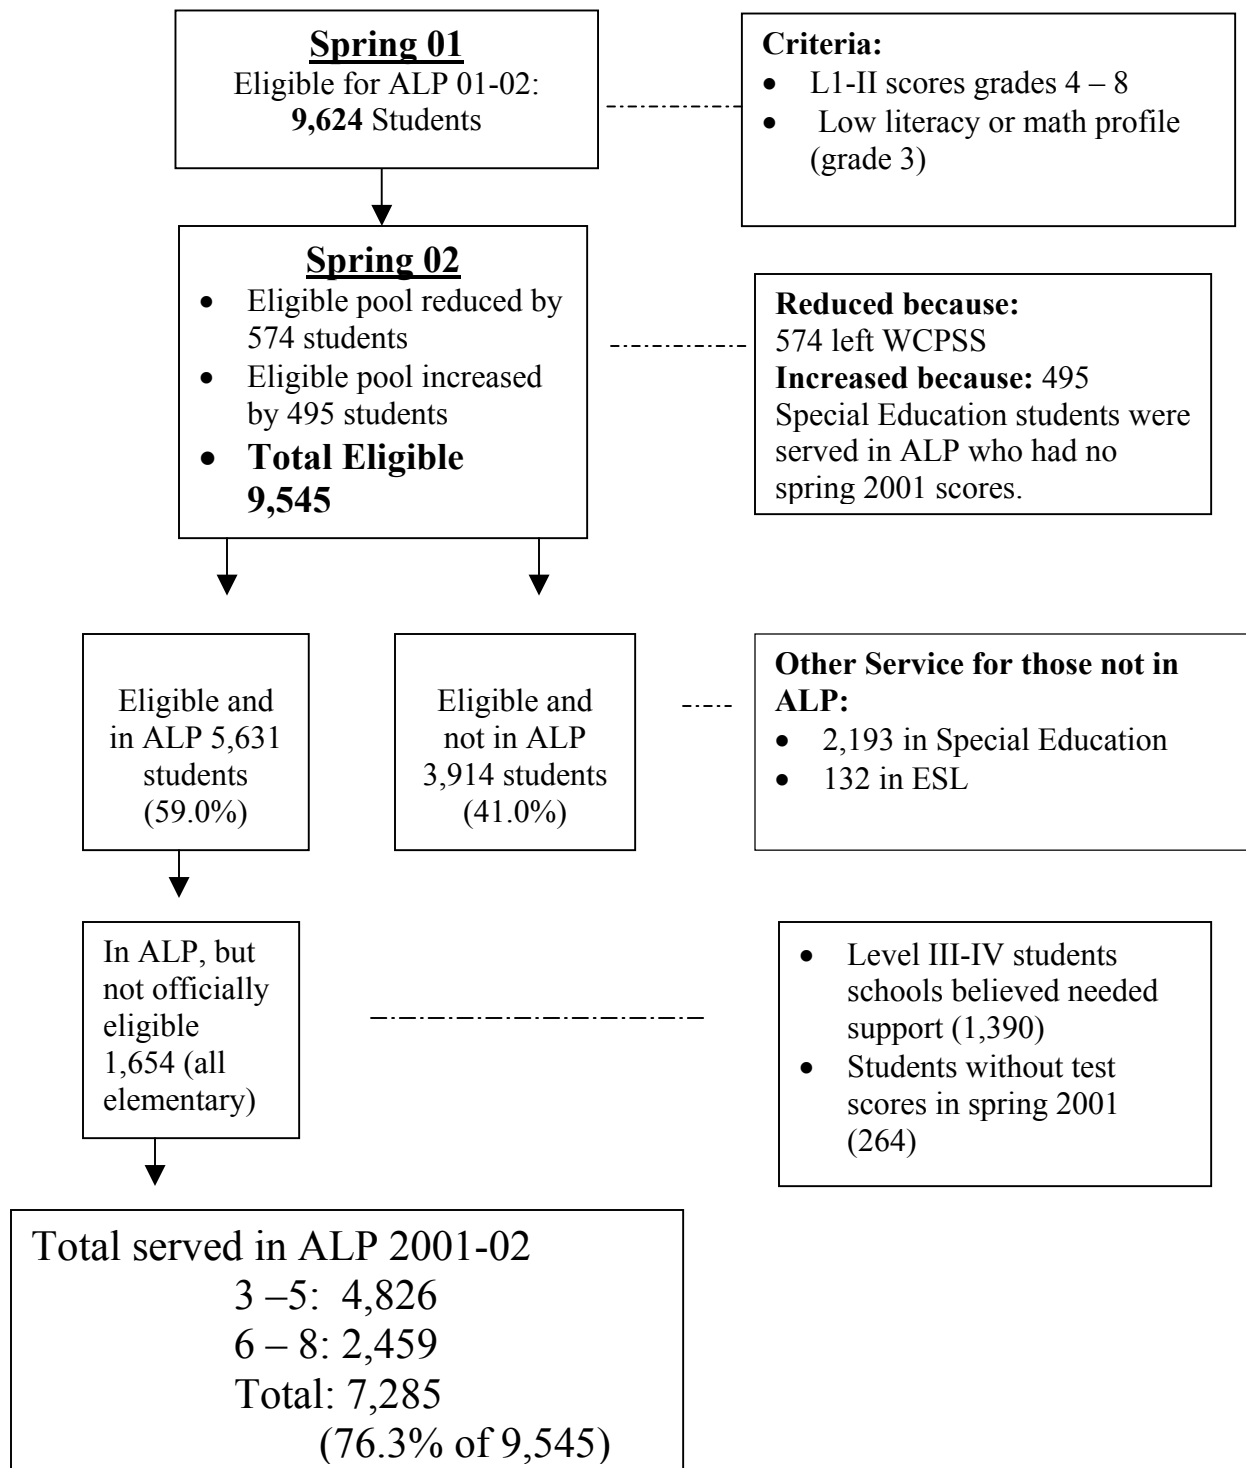 Spring 01
Eligible for ALP 01-02:
9,624 Students
Criteria:
• L1-II scores grades 4 – 8
• Low literacy or math profile
(grade 3)
Spring 02
• Eligible pool reduced by
574 students
• Eligible pool increased
by 495 students
• Total Eligible
9,545
Reduced because:
574 left WCPSS
Increased because: 495
Special Education students were
served in ALP who had no
spring 2001 scores.
Eligible and
in ALP 5,631
students
(59.0%)
Eligible and
not in ALP
3,914 students
(41.0%)
Other Service for those not in
ALP:
• 2,193 in Special Education
• 132 in ESL
In ALP, but
not officially
eligible
1,654 (all
elementary)
• Level III-IV students
schools believed needed
support (1,390)
• Students without test
scores in spring 2001
(264)
Total served in ALP 2001-02
3 –5: 4,826
6 – 8: 2,459
Total: 7,285
(76.3% of 9,545)